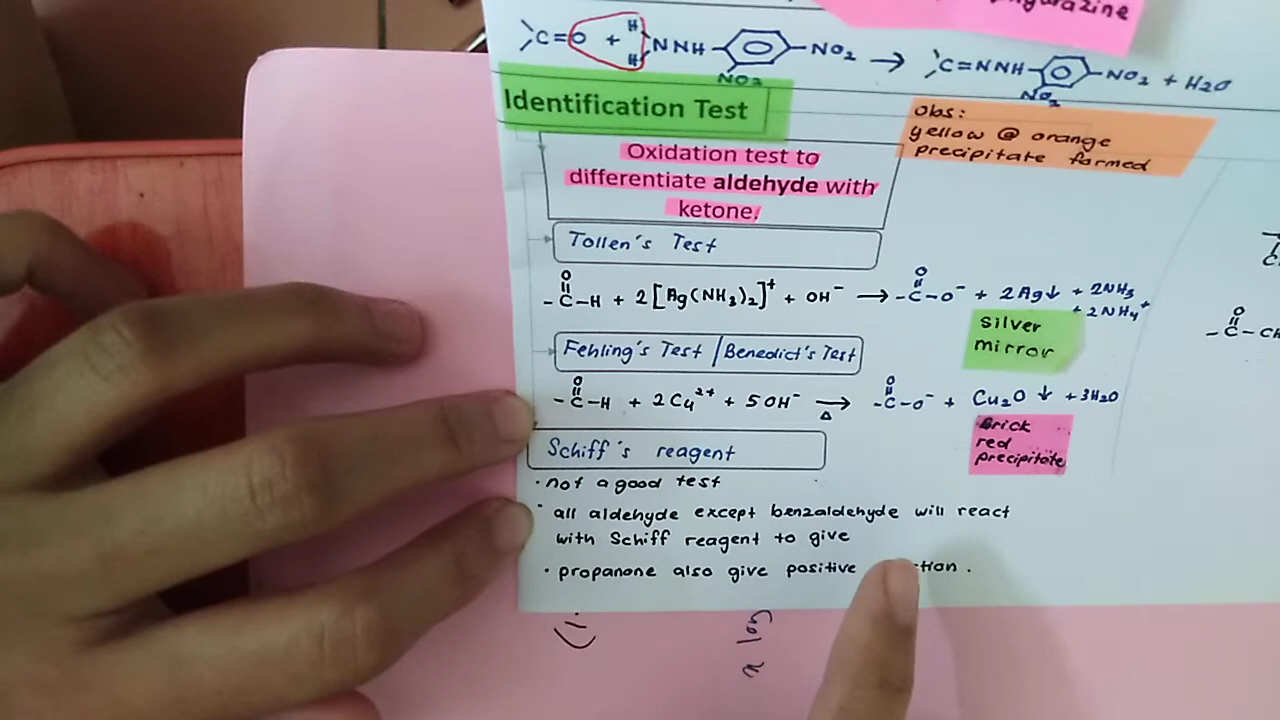 C=O + H H NNH NO₂ NO₂ → C=NNH NO₂ NO₂ + H₂O
Identification Test
obs:
yellow @ orange
precipitate formed
Oxidation test to
differentiate aldehyde with
ketone.
Tollen's Test
O
-C-H + 2[Ag(NH₃)₂]⁺ + OH⁻ → -C-O⁻ + 2Ag↓ + 2NH₃
+ 2NH₄⁺
silver
mirror
Fehling's Test / Benedict's Test
O
-C-H + 2Cu²⁺ + 5OH⁻ → -C-O⁻ + Cu₂O ↓ + 3H₂O
Δ
Brick
red
precipitate
Schiff's reagent
• not a good test
• all aldehyde except benzaldehyde will react
with Schiff reagent to give
• propanone also give positive